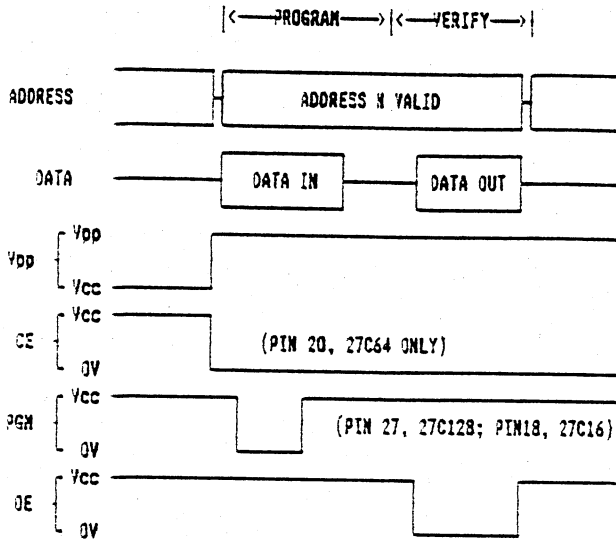 PROGRAM VERIFY
ADDRESS ADDRESS N VALID
DATA DATA IN DATA OUT
Vpp
Vpp
Vcc
Vcc
CE (PIN 20, 27C64 ONLY)
0V
Vcc
PGM (PIN 27, 27C128; PIN18, 27C16)
0V
Vcc
OE
0V